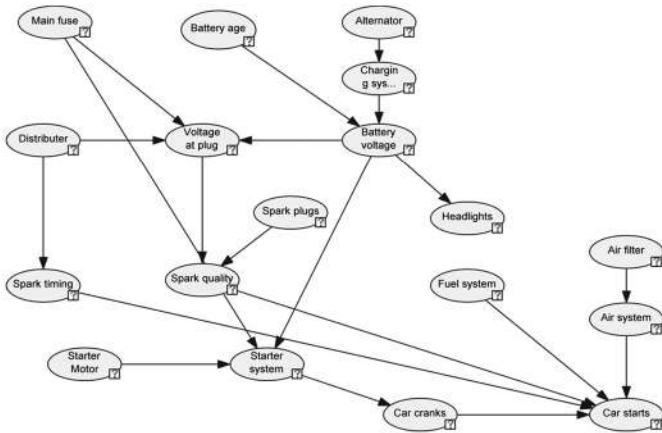 Main fuse
Battery age
Alternator
Chargin
g sys...
Distributer
Voltage
at plug
Battery
voltage
Spark plugs
Headlights
Air filter
Spark timing
Spark quality
Fuel system
Air system
Starter
Motor
Starter
system
Car cranks
Car starts